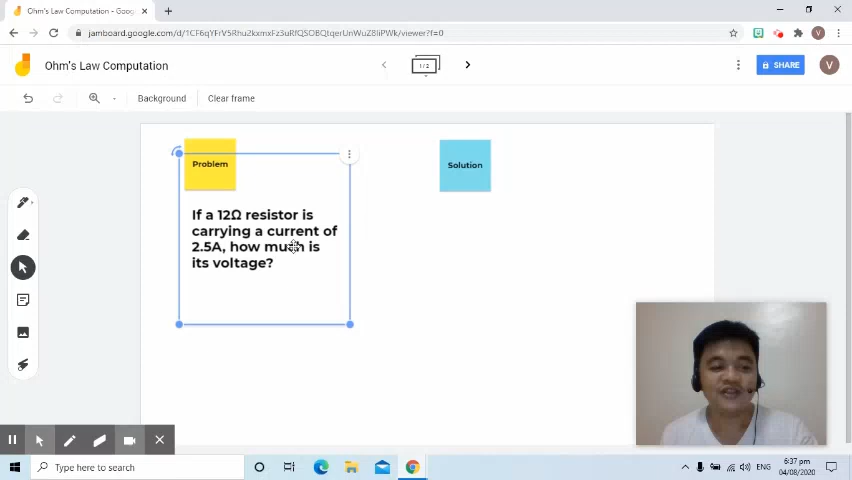 Ohm's Law Computation - Goog
jamboard.google.com/d/1CF6qYFrV5Rhu2kxmxFz3uRfQSOBQtqerUnWuZ8liPWk/viewer?f=0
V
Ohm's Law Computation
1 / 2
SHARE
V
Background
Clear frame
Problem
Solution
If a 12Ω resistor is
carrying a current of
2.5A, how much is
its voltage?
Type here to search
ENG
6:37 pm
04/08/2020